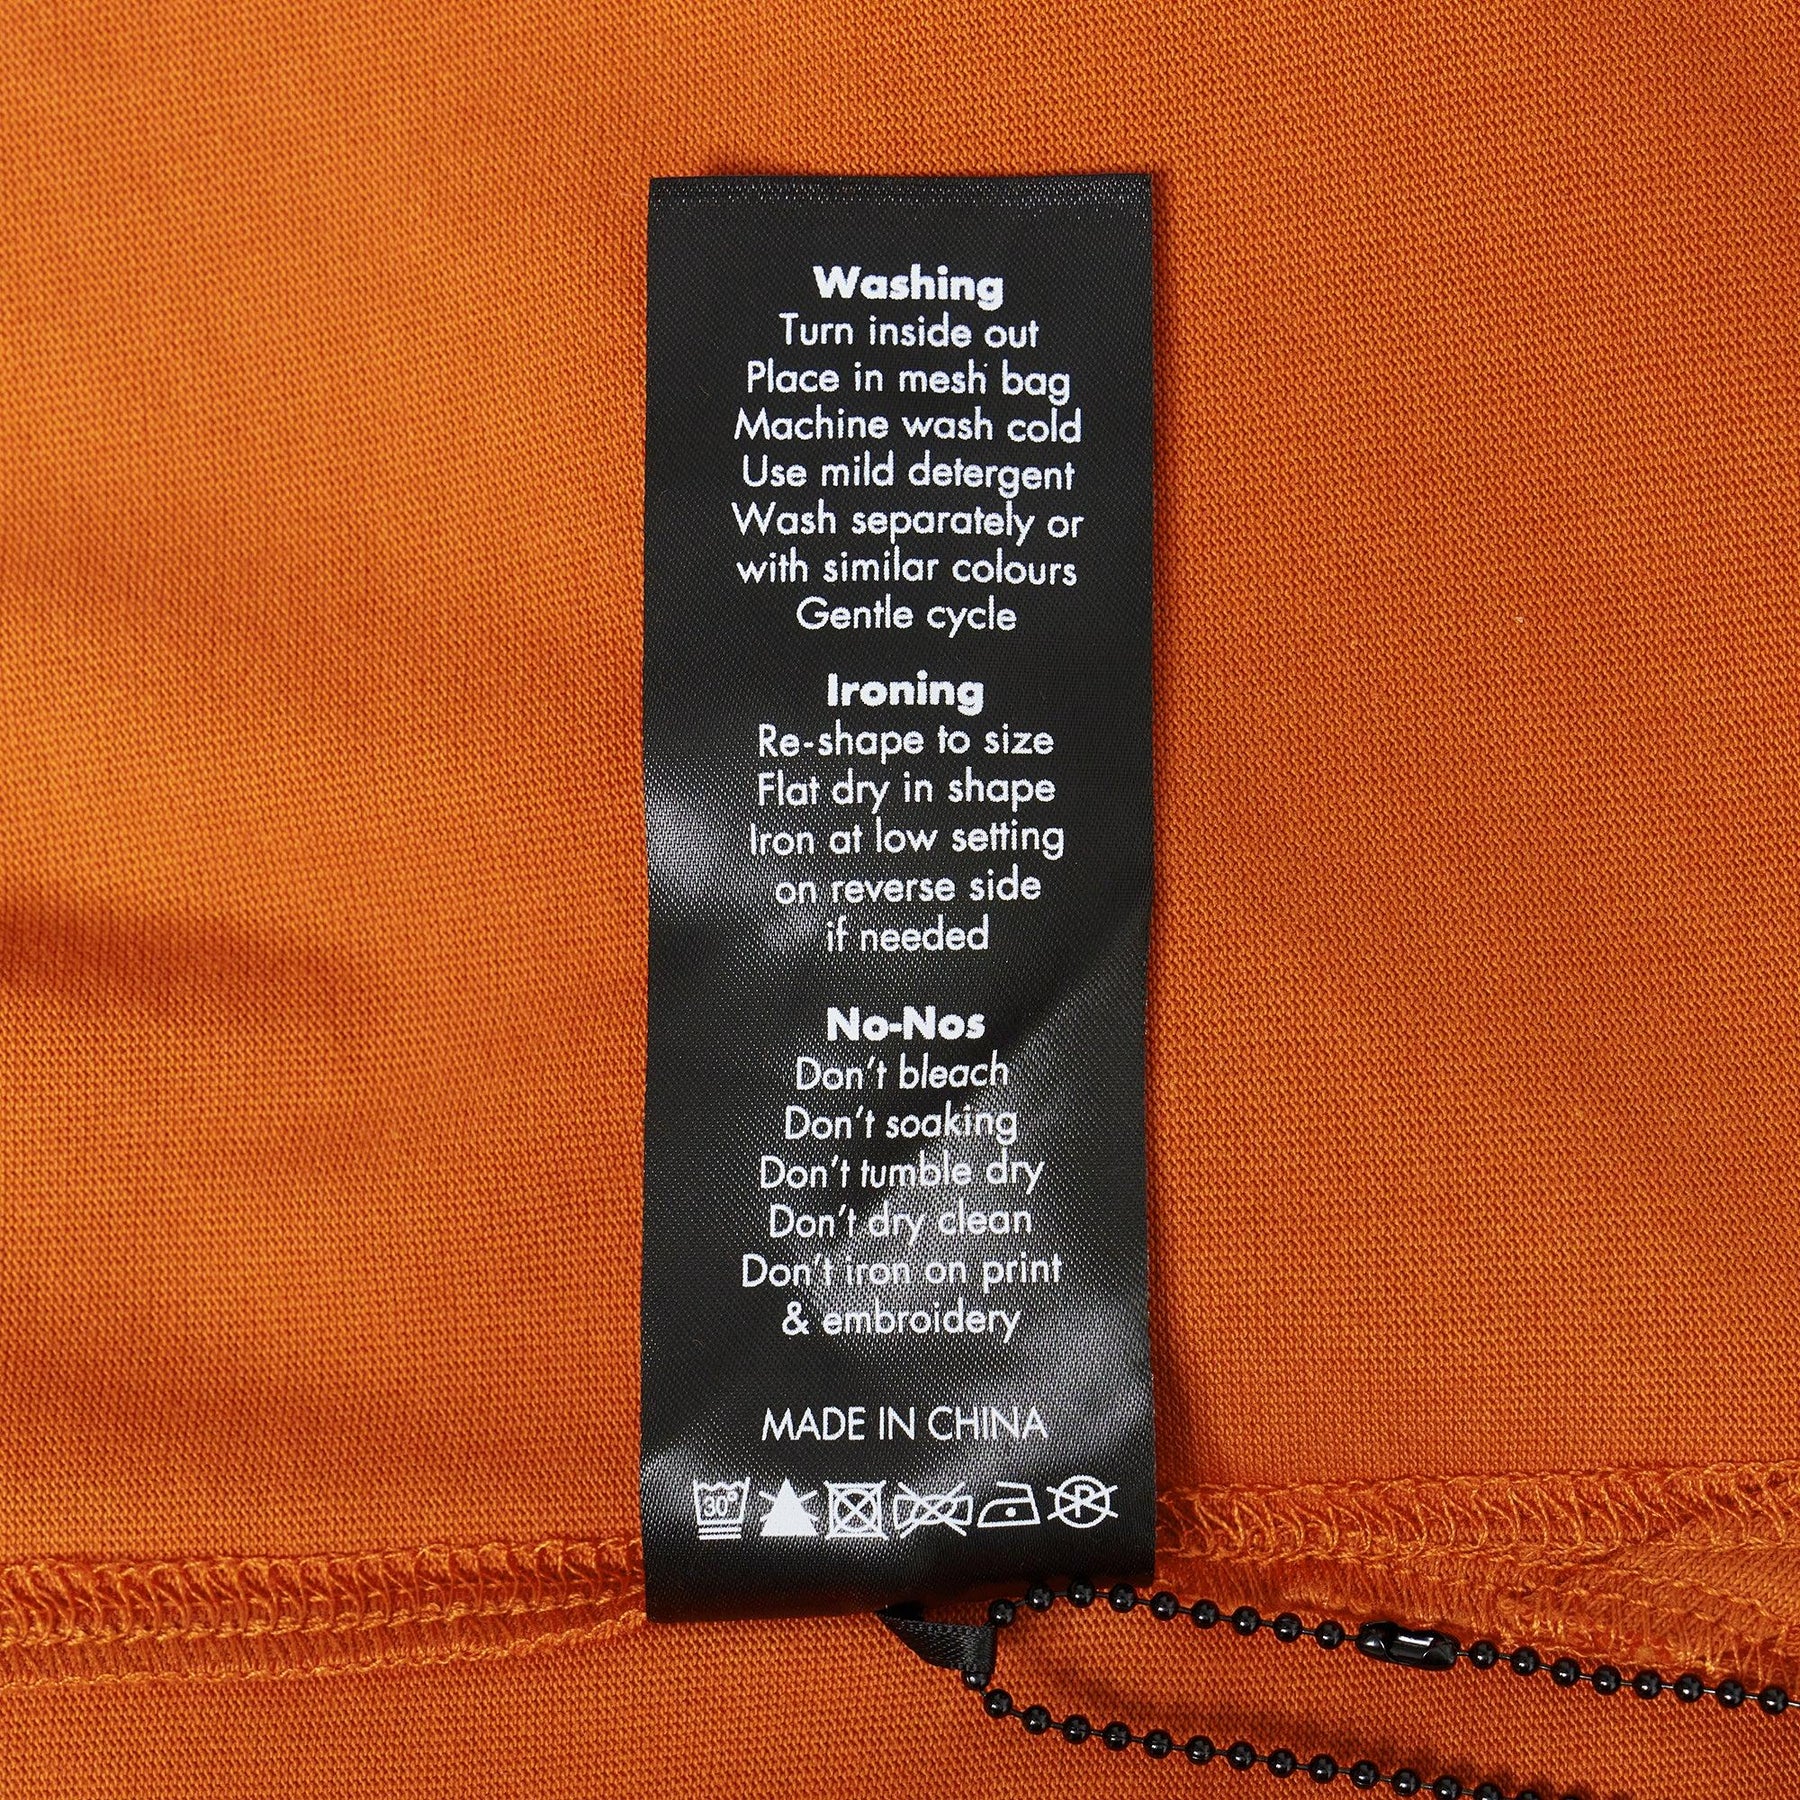 Washing
Turn inside out
Place in mesh bag
Machine wash cold
Use mild detergent
Wash separately or
with similar colours
Gentle cycle
Ironing
Re-shape to size
Flat dry in shape
Iron at low setting
on reverse side
if needed
No-Nos
Don't bleach
Don't soaking
Don't tumble dry
Don't dry clean
Don't iron on print
& embroidery
MADE IN CHINA
30° P